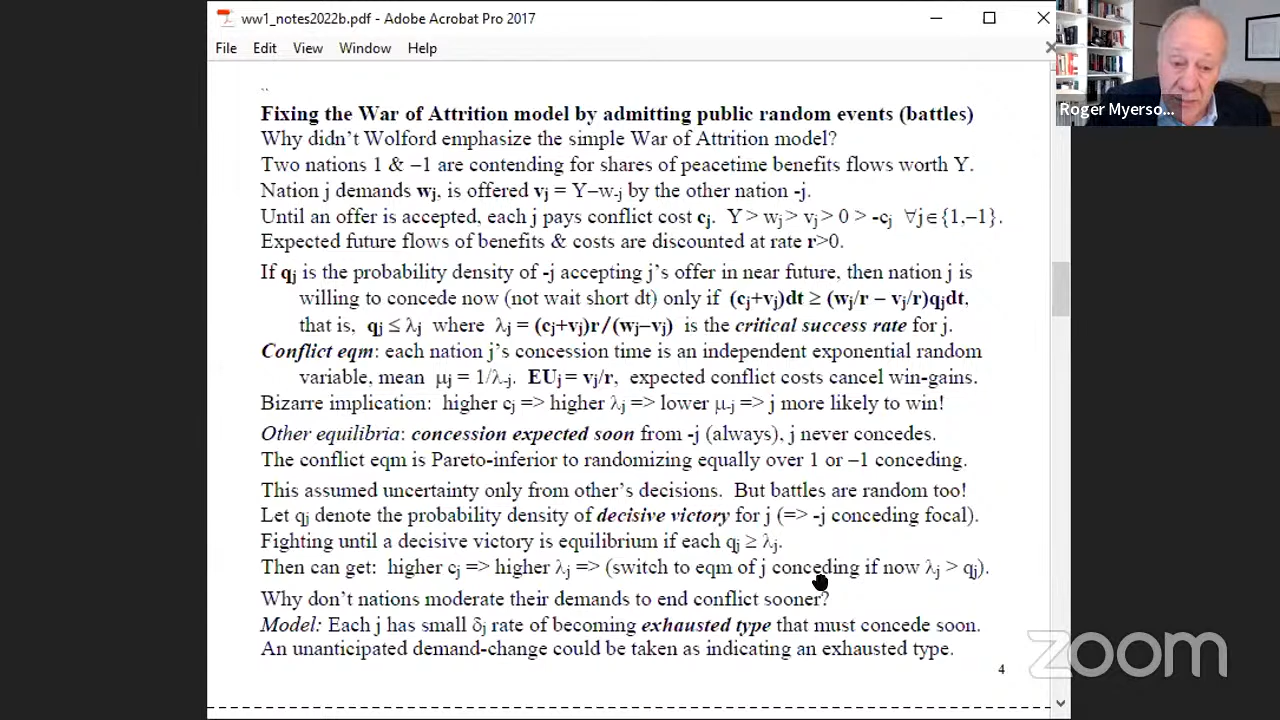 ww1_notes2022b.pdf - Adobe Acrobat Pro 2017
File Edit View Window Help
Roger Myerso...
``
Fixing the War of Attrition model by admitting public random events (battles)
Why didn't Wolford emphasize the simple War of Attrition model?
Two nations 1 & −1 are contending for shares of peacetime benefits flows worth Y.
Nation j demands wj, is offered vj = Y−w-j by the other nation -j.
Until an offer is accepted, each j pays conflict cost cj. Y > wj > vj > 0 > -cj ∀j∈{1,−1}.
Expected future flows of benefits & costs are discounted at rate r>0.
If qj is the probability density of -j accepting j's offer in near future, then nation j is
willing to concede now (not wait short dt) only if (cj+vj)dt ≥ (wj/r − vj/r)qjdt,
that is, qj ≤ λj where λj = (cj+vj)r/(wj−vj) is the critical success rate for j.
Conflict eqm: each nation j's concession time is an independent exponential random
variable, mean μj = 1/λ-j. EUj = vj/r, expected conflict costs cancel win-gains.
Bizarre implication: higher cj => higher λj => lower μ-j => j more likely to win!
Other equilibria: concession expected soon from -j (always), j never concedes.
The conflict eqm is Pareto-inferior to randomizing equally over 1 or −1 conceding.
This assumed uncertainty only from other's decisions. But battles are random too!
Let qj denote the probability density of decisive victory for j (=> -j conceding focal).
Fighting until a decisive victory is equilibrium if each qj ≥ λj.
Then can get: higher cj => higher λj => (switch to eqm of j conceding if now λj > qj).
Why don't nations moderate their demands to end conflict sooner?
Model: Each j has small δj rate of becoming exhausted type that must concede soon.
An unanticipated demand-change could be taken as indicating an exhausted type.
4
zoom